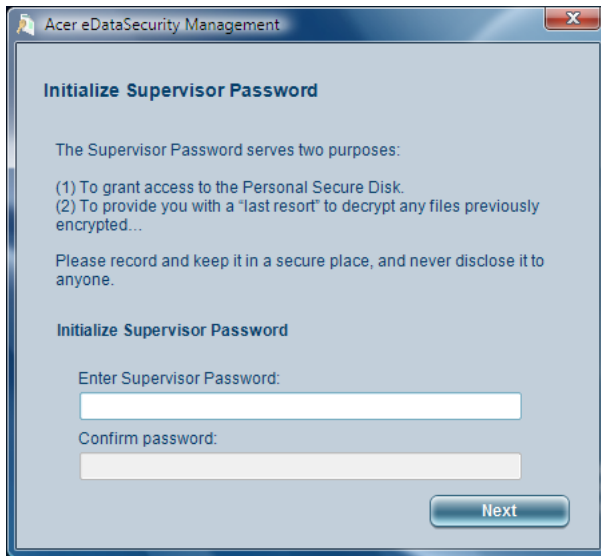 Acer eDataSecurity Management
Initialize Supervisor Password
The Supervisor Password serves two purposes:
(1) To grant access to the Personal Secure Disk.
(2) To provide you with a “last resort” to decrypt any files previously
encrypted...
Please record and keep it in a secure place, and never disclose it to
anyone.
Initialize Supervisor Password
Enter Supervisor Password:
Confirm password:
Next